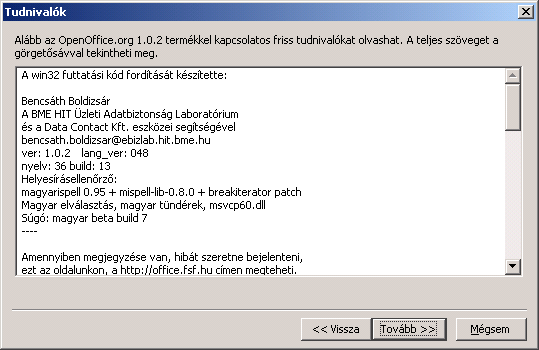 Tudnivalók
Alább az OpenOffice.org 1.0.2 termékkel kapcsolatos friss tudnivalókat olvashat. A teljes szöveget a
görgetősávval tekintheti meg.
A win32 futtatási kód fordítását készítette:
Bencsáth Boldizsár
A BME HIT Üzleti Adatbiztonság Laboratórium
és a Data Contact Kft. eszközei segítségével
bencsath.boldizsar@ebizlab.hit.bme.hu
ver: 1.0.2 lang_ver: 048
nyelv: 36 build: 13
Helyesírásellenőrző:
magyarispell 0.95 + mispell-lib-0.8.0 + breakiterator patch
Magyar elválasztás, magyar tündérek, msvcp60.dll
Súgó: magyar beta build 7
----
Amennyiben megjegyzése van, hibát szeretne bejelenteni,
ezt az oldalunkon, a http://office.fsf.hu címen megteheti.
<< Vissza
Tovább >>
Mégsem